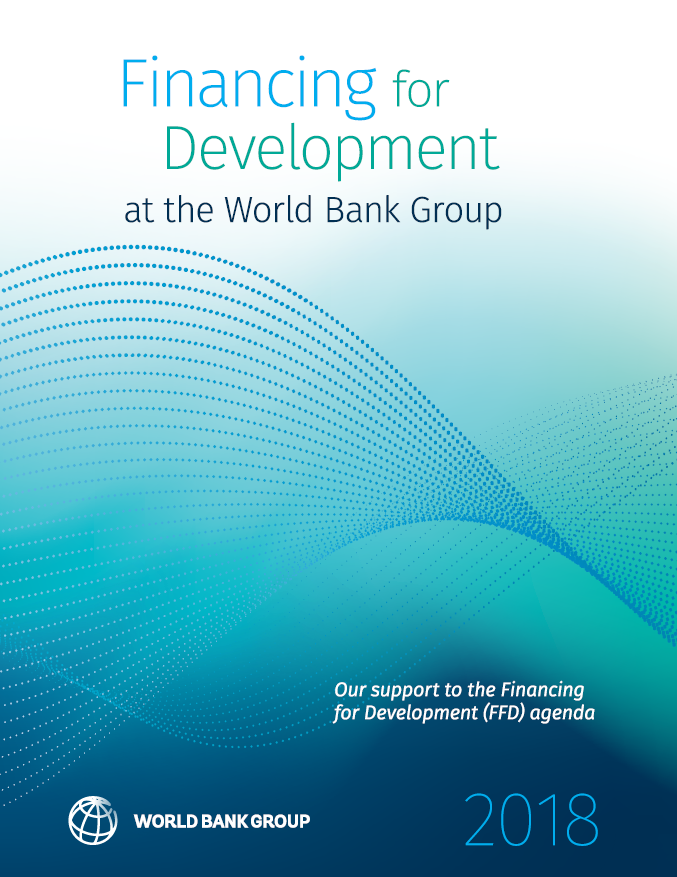 Financing for
Development
at the World Bank Group
Our support to the Financing
for Development (FFD) agenda
WORLD BANK GROUP
2018